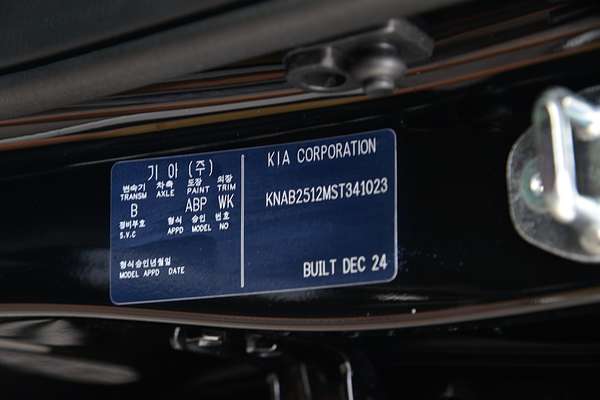 기 아 (주)
변속기 차축 도장 외장
TRANSM AXLE PAINT TRIM
B ABP WK
정비부호 형식 승인 번호
S.V.C APPD MODEL NO
형식승인년월일
MODEL APPD DATE
KIA CORPORATION
KNAB2512MST341023
BUILT DEC 24